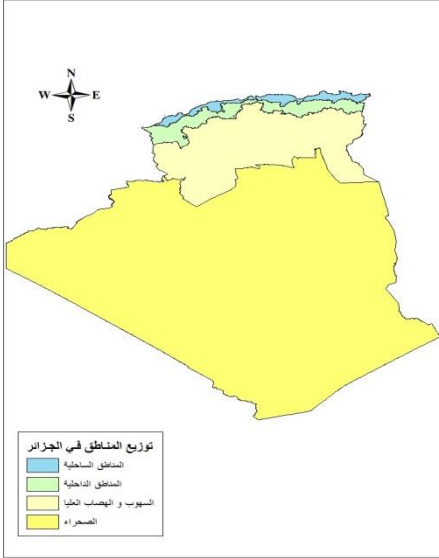 N
W E
S
توزيع المناطق في الجزائر
المناطق الساحلية
المناطق الداخلية
السهوب و الهضاب العليا
الصحراء